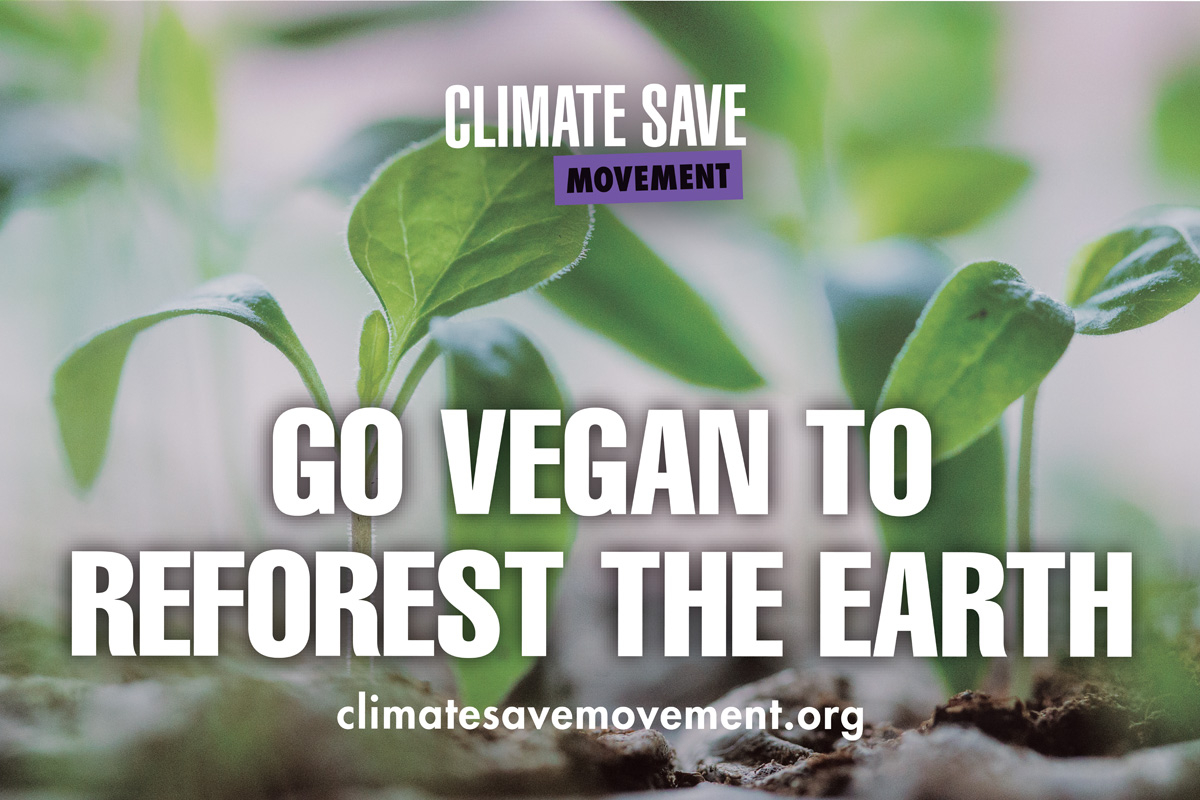 CLIMATE SAVE
MOVEMENT
GO VEGAN TO
REFOREST THE EARTH
climatesavemovement.org